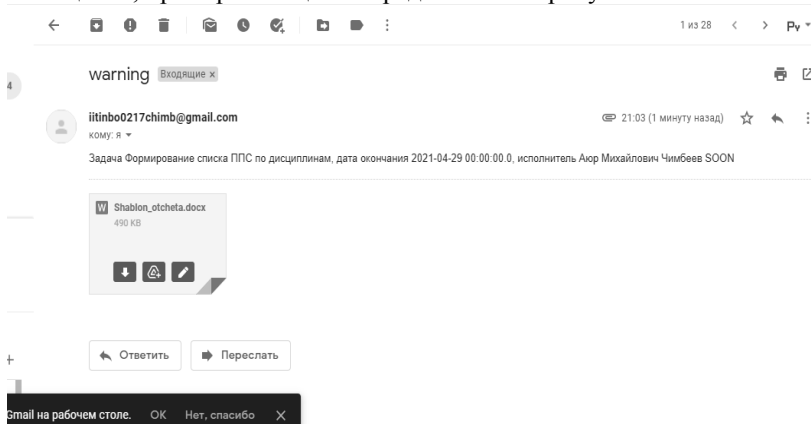 1 из 28
Ру
warning Входящие x
4
iitinbo0217chimb@gmail.com
21:03 (1 минуту назад)
кому: я
Задача Формирование списка ППС по дисциплинам, дата окончания 2021-04-29 00:00:00.0, исполнитель Аюр Михайлович Чимбеев SOON
W Shablon_otcheta.docx
490 KB
Ответить
Переслать
Gmail на рабочем столе. ОК Нет, спасибо X